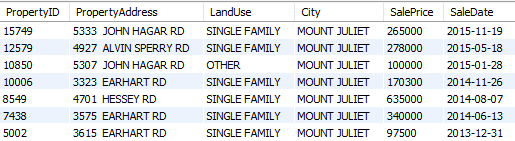 PropertyID PropertyAddress LandUse City SalePrice SaleDate
15749 5333 JOHN HAGAR RD SINGLE FAMILY MOUNT JULIET 265000 2015-11-19
12579 4927 ALVIN SPERRY RD SINGLE FAMILY MOUNT JULIET 278000 2015-05-18
10850 5307 JOHN HAGAR RD OTHER MOUNT JULIET 100000 2015-01-28
10006 3323 EARHART RD SINGLE FAMILY MOUNT JULIET 170300 2014-11-26
8549 4701 HESSEY RD SINGLE FAMILY MOUNT JULIET 635000 2014-08-07
7438 3575 EARHART RD SINGLE FAMILY MOUNT JULIET 340000 2014-06-13
5002 3615 EARHART RD SINGLE FAMILY MOUNT JULIET 97500 2013-12-31